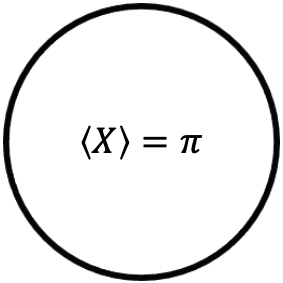 ⟨X⟩ = π